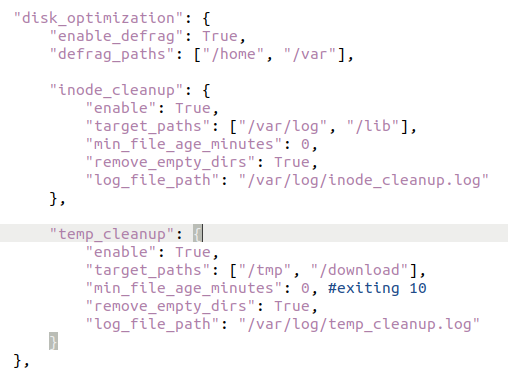 "disk_optimization": {
"enable_defrag": True,
"defrag_paths": ["/home", "/var"],
"inode_cleanup": {
"enable": True,
"target_paths": ["/var/log", "/lib"],
"min_file_age_minutes": 0,
"remove_empty_dirs": True,
"log_file_path": "/var/log/inode_cleanup.log"
},
"temp_cleanup": {
"enable": True,
"target_paths": ["/tmp", "/download"],
"min_file_age_minutes": 0, #exiting 10
"remove_empty_dirs": True,
"log_file_path": "/var/log/temp_cleanup.log"
}
},